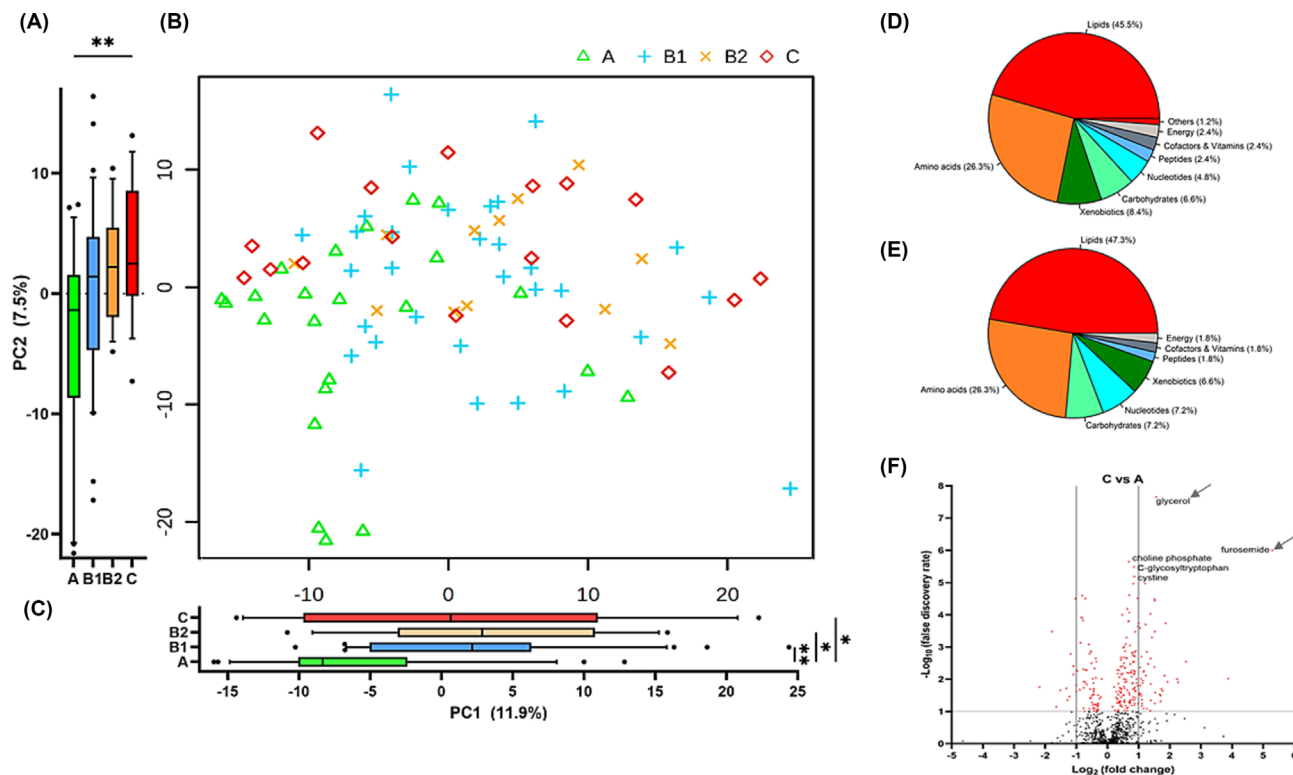 (A)
**
PC2 (7.5%)
10
0
-10
-20
A B1 B2 C
(B)
A B1 B2 C
10
0
-10
-20
-10 0 10 20
(C)
C
B2
B1
A
*
*
**
-15 -10 -5 0 5 10 15 20 25
PC1 (11.9%)
(D)
Lipids (45.5%)
Others (1.2%)
Energy (2.4%)
Cofactors & Vitamins (2.4%)
Peptides (2.4%)
Nucleotides (4.8%)
Carbohydrates (6.6%)
Xenobiotics (8.4%)
Amino acids (26.3%)
(E)
Lipids (47.3%)
Energy (1.8%)
Cofactors & Vitamins (1.8%)
Peptides (1.8%)
Xenobiotics (6.6%)
Nucleotides (7.2%)
Carbohydrates (7.2%)
Amino acids (26.3%)
(F)
C vs A
-Log10 (false discovery rate)
8
7
6
5
4
3
2
1
0
glycerol
furosemide
choline phosphate
C-glycosyltryptophan
cystine
-5 -4 -3 -2 -1 0 1 2 3 4 5 6
Log2 (fold change)